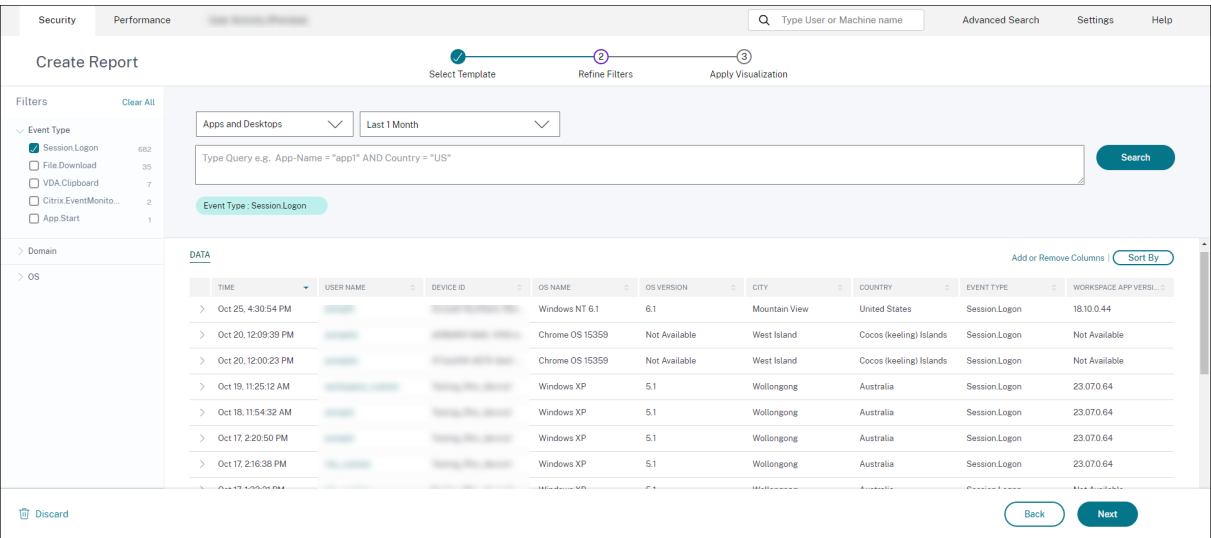 Security Performance Type User or Machine name Advanced Search Settings Help
Create Report
2 3
Select Template Refine Filters Apply Visualization
Filters Clear All
Event Type
Session.Logon 682
File.Download 35
VDA.Clipboard 7
Citrix.EventMonito... 2
App.Start 1
Domain
OS
Apps and Desktops Last 1 Month
Type Query e.g. App-Name = "app1" AND Country = "US"
Search
Event Type : Session.Logon
DATA Add or Remove Columns | Sort By
TIME USER NAME DEVICE ID OS NAME OS VERSION CITY COUNTRY EVENT TYPE WORKSPACE APP VERSI...
Oct 25, 4:30:54 PM Windows NT 6.1 6.1 Mountain View United States Session.Logon 18.10.0.44
Oct 20, 12:09:39 PM Chrome OS 15359 Not Available West Island Cocos (keeling) Islands Session.Logon Not Available
Oct 20, 12:00:23 PM Chrome OS 15359 Not Available West Island Cocos (keeling) Islands Session.Logon Not Available
Oct 19, 11:25:12 AM Windows XP 5.1 Wollongong Australia Session.Logon 23.07.0.64
Oct 18, 11:54:32 AM Windows XP 5.1 Wollongong Australia Session.Logon 23.07.0.64
Oct 17, 2:20:50 PM Windows XP 5.1 Wollongong Australia Session.Logon 23.07.0.64
Oct 17, 2:16:38 PM Windows XP 5.1 Wollongong Australia Session.Logon 23.07.0.64
Discard Back Next